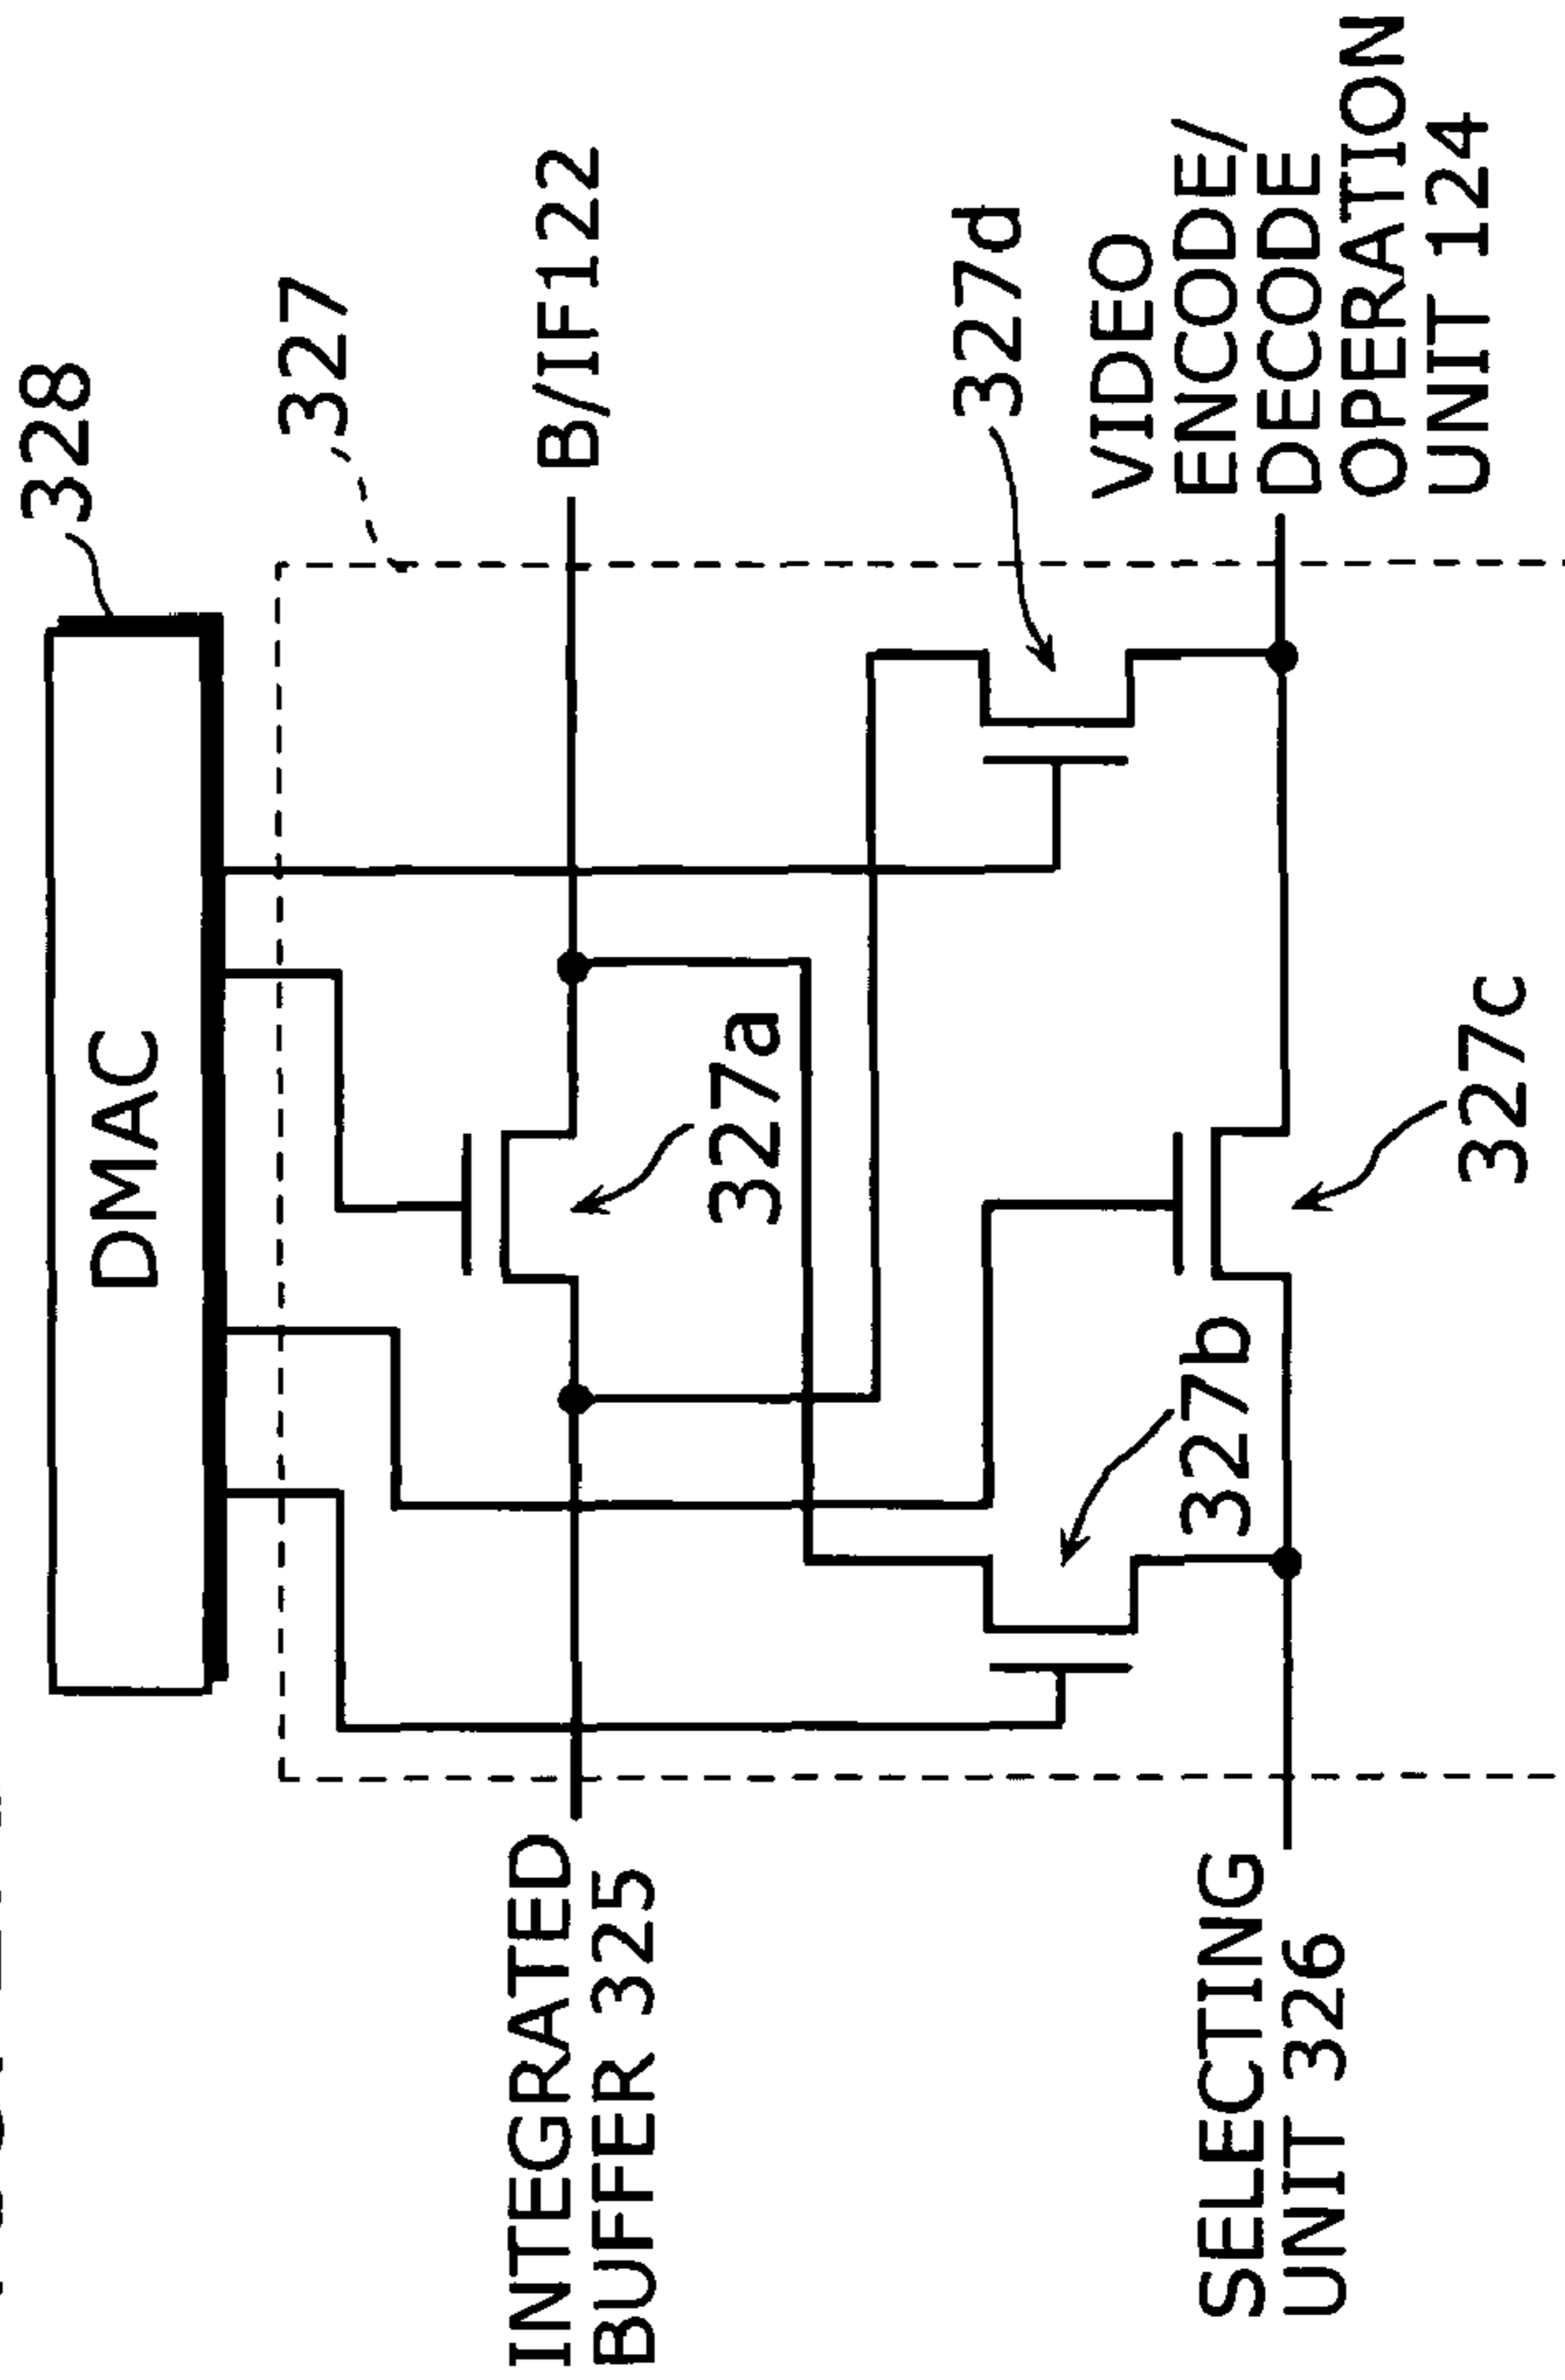 328
DMAC
327
INTEGRATED
BUFFER 325
B/IF122
327a
327d
327b
SELECTING
UNIT 326
VIDEO
ENCODE/
DECODE
OPERATION
UNIT 124
327c